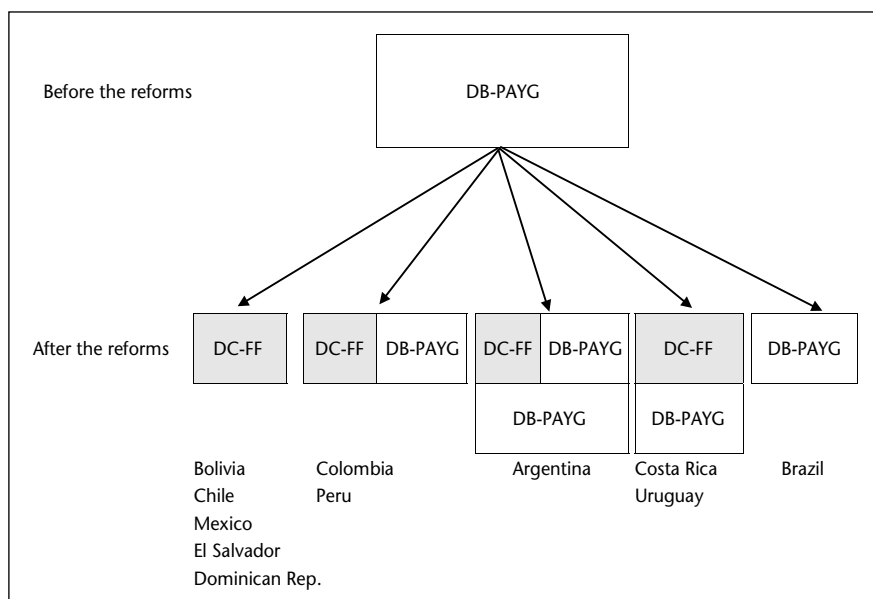 Before the reforms
DB-PAYG
After the reforms
DC-FF
DC-FF DB-PAYG
DC-FF DB-PAYG
DC-FF
DB-PAYG
DB-PAYG
DB-PAYG
Bolivia
Chile
Mexico
El Salvador
Dominican Rep.
Colombia
Peru
Argentina
Costa Rica
Uruguay
Brazil